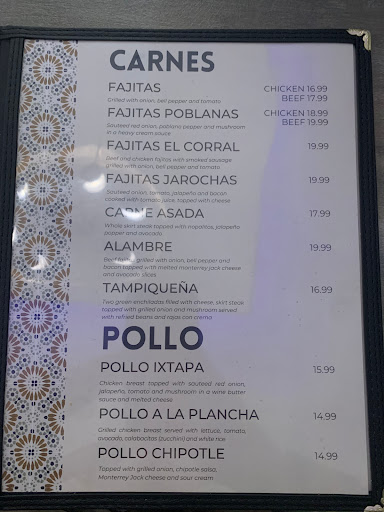 CARNES
FAJITAS CHICKEN 16.99
Grilled with onion, bell pepper and tomato BEEF 17.99
FAJITAS POBLANAS CHICKEN 18.99
Sauteed red onion, poblano pepper and mushroom BEEF 19.99
in a heavy cream sauce
FAJITAS EL CORRAL 19.99
Beef and chicken fajitas with smoked sausage
grilled with onion, bell pepper and tomato
FAJITAS JAROCHAS 19.99
Sauteed onion, tomato, jalapeño and bacon
cooked with tomato juice, topped with cheese
CARNE ASADA 17.99
Whole skirt steak topped with nopalitos, jalapeño
pepper and avocado.
ALAMBRE 19.99
Beef fajitas grilled with onion, bell pepper and
bacon topped with melted monterrey jack cheese
and avocado slices
TAMPIQUEÑA 16.99
Two green enchiladas filled with cheese, skirt steak
topped with grilled onion and mushroom served
with refried beans and rajas con crema
POLLO
POLLO IXTAPA 15.99
Chicken breast topped with sauteed red onion,
jalapeño, tomato and mushroom in a wine butter
sauce and melted cheese
POLLO A LA PLANCHA 14.99
Grilled chicken breast served with lettuce, tomato,
avocado, calabacitas (zucchini) and white rice
POLLO CHIPOTLE 14.99
Topped with grilled onion, chipotle salsa,
Monterrey Jack cheese and sour cream